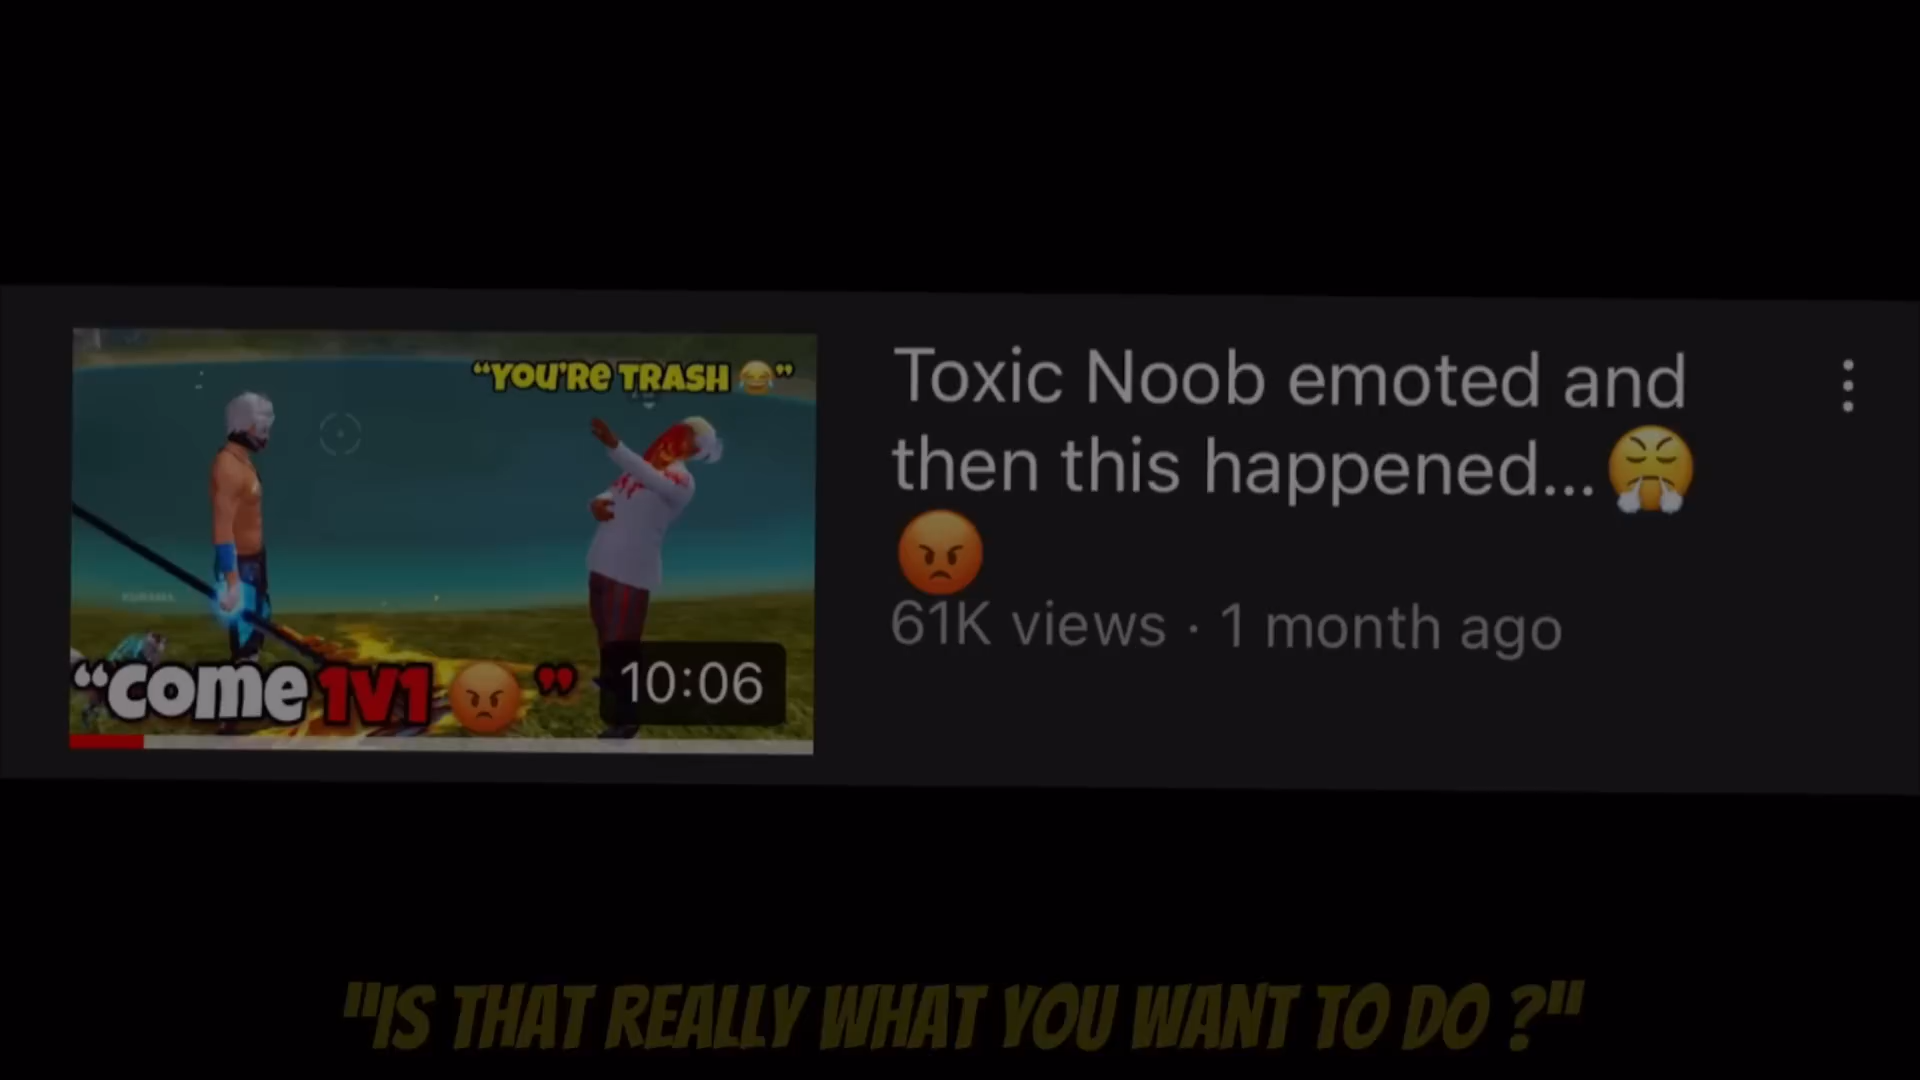 “YOU'RE TRASH 😂”
“COME 1V1 😡 ”
10:06
Toxic Noob emoted and
then this happened...😤
😡
61K views · 1 month ago
"IS THAT REALLY WHAT YOU WANT TO DO ?"